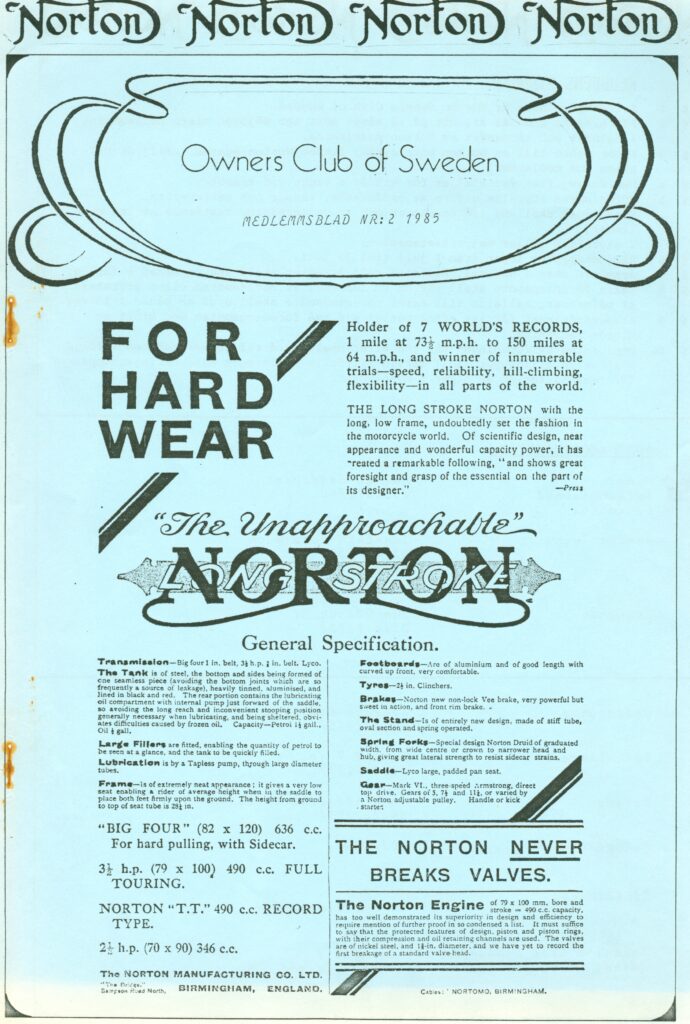 Norton Norton Norton Norton
Owners Club of Sweden
MEDLEMMSBLAD NR:2 1985
FOR
HARD
WEAR
Holder of 7 WORLD'S RECORDS,
1 mile at 73½ m.p.h. to 150 miles at
64 m.p.h., and winner of innumerable
trials—speed, reliability, hill-climbing,
flexibility—in all parts of the world.
THE LONG STROKE NORTON with the
long, low frame, undoubtedly set the fashion in
the motorcycle world. Of scientific design, neat
appearance and wonderful capacity power, it has
reated a remarkable following, "and shows great
foresight and grasp of the essential on the part of
its designer." —Press
"The Unapproachable"
NORTON
LONG STROKE
General Specification.
Transmission—Big four 1 in. belt, 3½ h.p. ⅞ in. belt. Lyco.
The Tank is of steel, the bottom and sides being formed of
one seamless piece (avoiding the bottom joints which are so
frequently a source of leakage), heavily tinned, aluminised, and
lined in black and red. The rear portion contains the lubricating
oil compartment with internal pump just forward of the saddle,
so avoiding the long reach and inconvenient stooping position
generally necessary when lubricating, and being sheltered, obvi-
ates difficulties caused by frozen oil. Capacity—Petrol 1½ gall.,
Oil ¼ gall.
Large Fillers are fitted, enabling the quantity of petrol to
be seen at a glance, and the tank to be quickly filled.
Lubrication is by a Tapless pump, through large diameter
tubes.
Frame—Is of extremely neat appearance; it gives a very low
seat enabling a rider of average height when in the saddle to
place both feet firmly upon the ground. The height from ground
to top of seat tube is 28½ in.
"BIG FOUR" (82 x 120) 636 c.c.
For hard pulling, with Sidecar.
3½ h.p. (79 x 100) 490 c.c. FULL
TOURING.
NORTON "T.T." 490 c.c. RECORD
TYPE.
2½ h.p. (70 x 90) 346 c.c.
The NORTON MANUFACTURING CO. LTD.
"The Bridge,"
Sampson Road North, BIRMINGHAM, ENGLAND.
Footboards—Are of aluminium and of good length with
curved up front, very comfortable.
Tyres—2½ in. Clinchers.
Brakes—Norton new non-lock Vee brake, very powerful but
sweet in action, and front rim brake.
The Stand—Is of entirely new design, made of stiff tube,
oval section and spring operated.
Spring Forks—Special design Norton Druid of graduated
width, from wide centre or crown to narrower head and
hub, giving great lateral strength to resist sidecar strains.
Saddle—Lyco large, padded pan seat.
Gear—Mark VI., three-speed Armstrong, direct
top drive. Gears of 5, 7½ and 11½, or varied by
a Norton adjustable pulley. Handle or kick
starter
THE NORTON NEVER
BREAKS VALVES.
The Norton Engine of 79 x 100 mm. bore and
stroke = 490 c.c. capacity,
has too well demonstrated its superiority in design and efficiency to
require mention of further proof in so condensed a list. It must suffice
to say that the protected features of design, piston and piston rings,
with their compression and oil retaining channels are used. The valves
are of nickel steel, and 1⅝-in. diameter, and we have yet to record the
first breakage of a standard valve-head.
Cables: "NORTOMO, BIRMINGHAM.